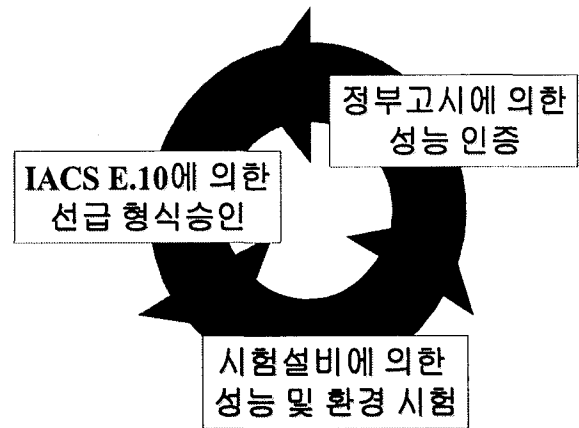 정부고시에 의한
성능 인증
IACS E.10에 의한
선급 형식승인
시험설비에 의한
성능 및 환경 시험